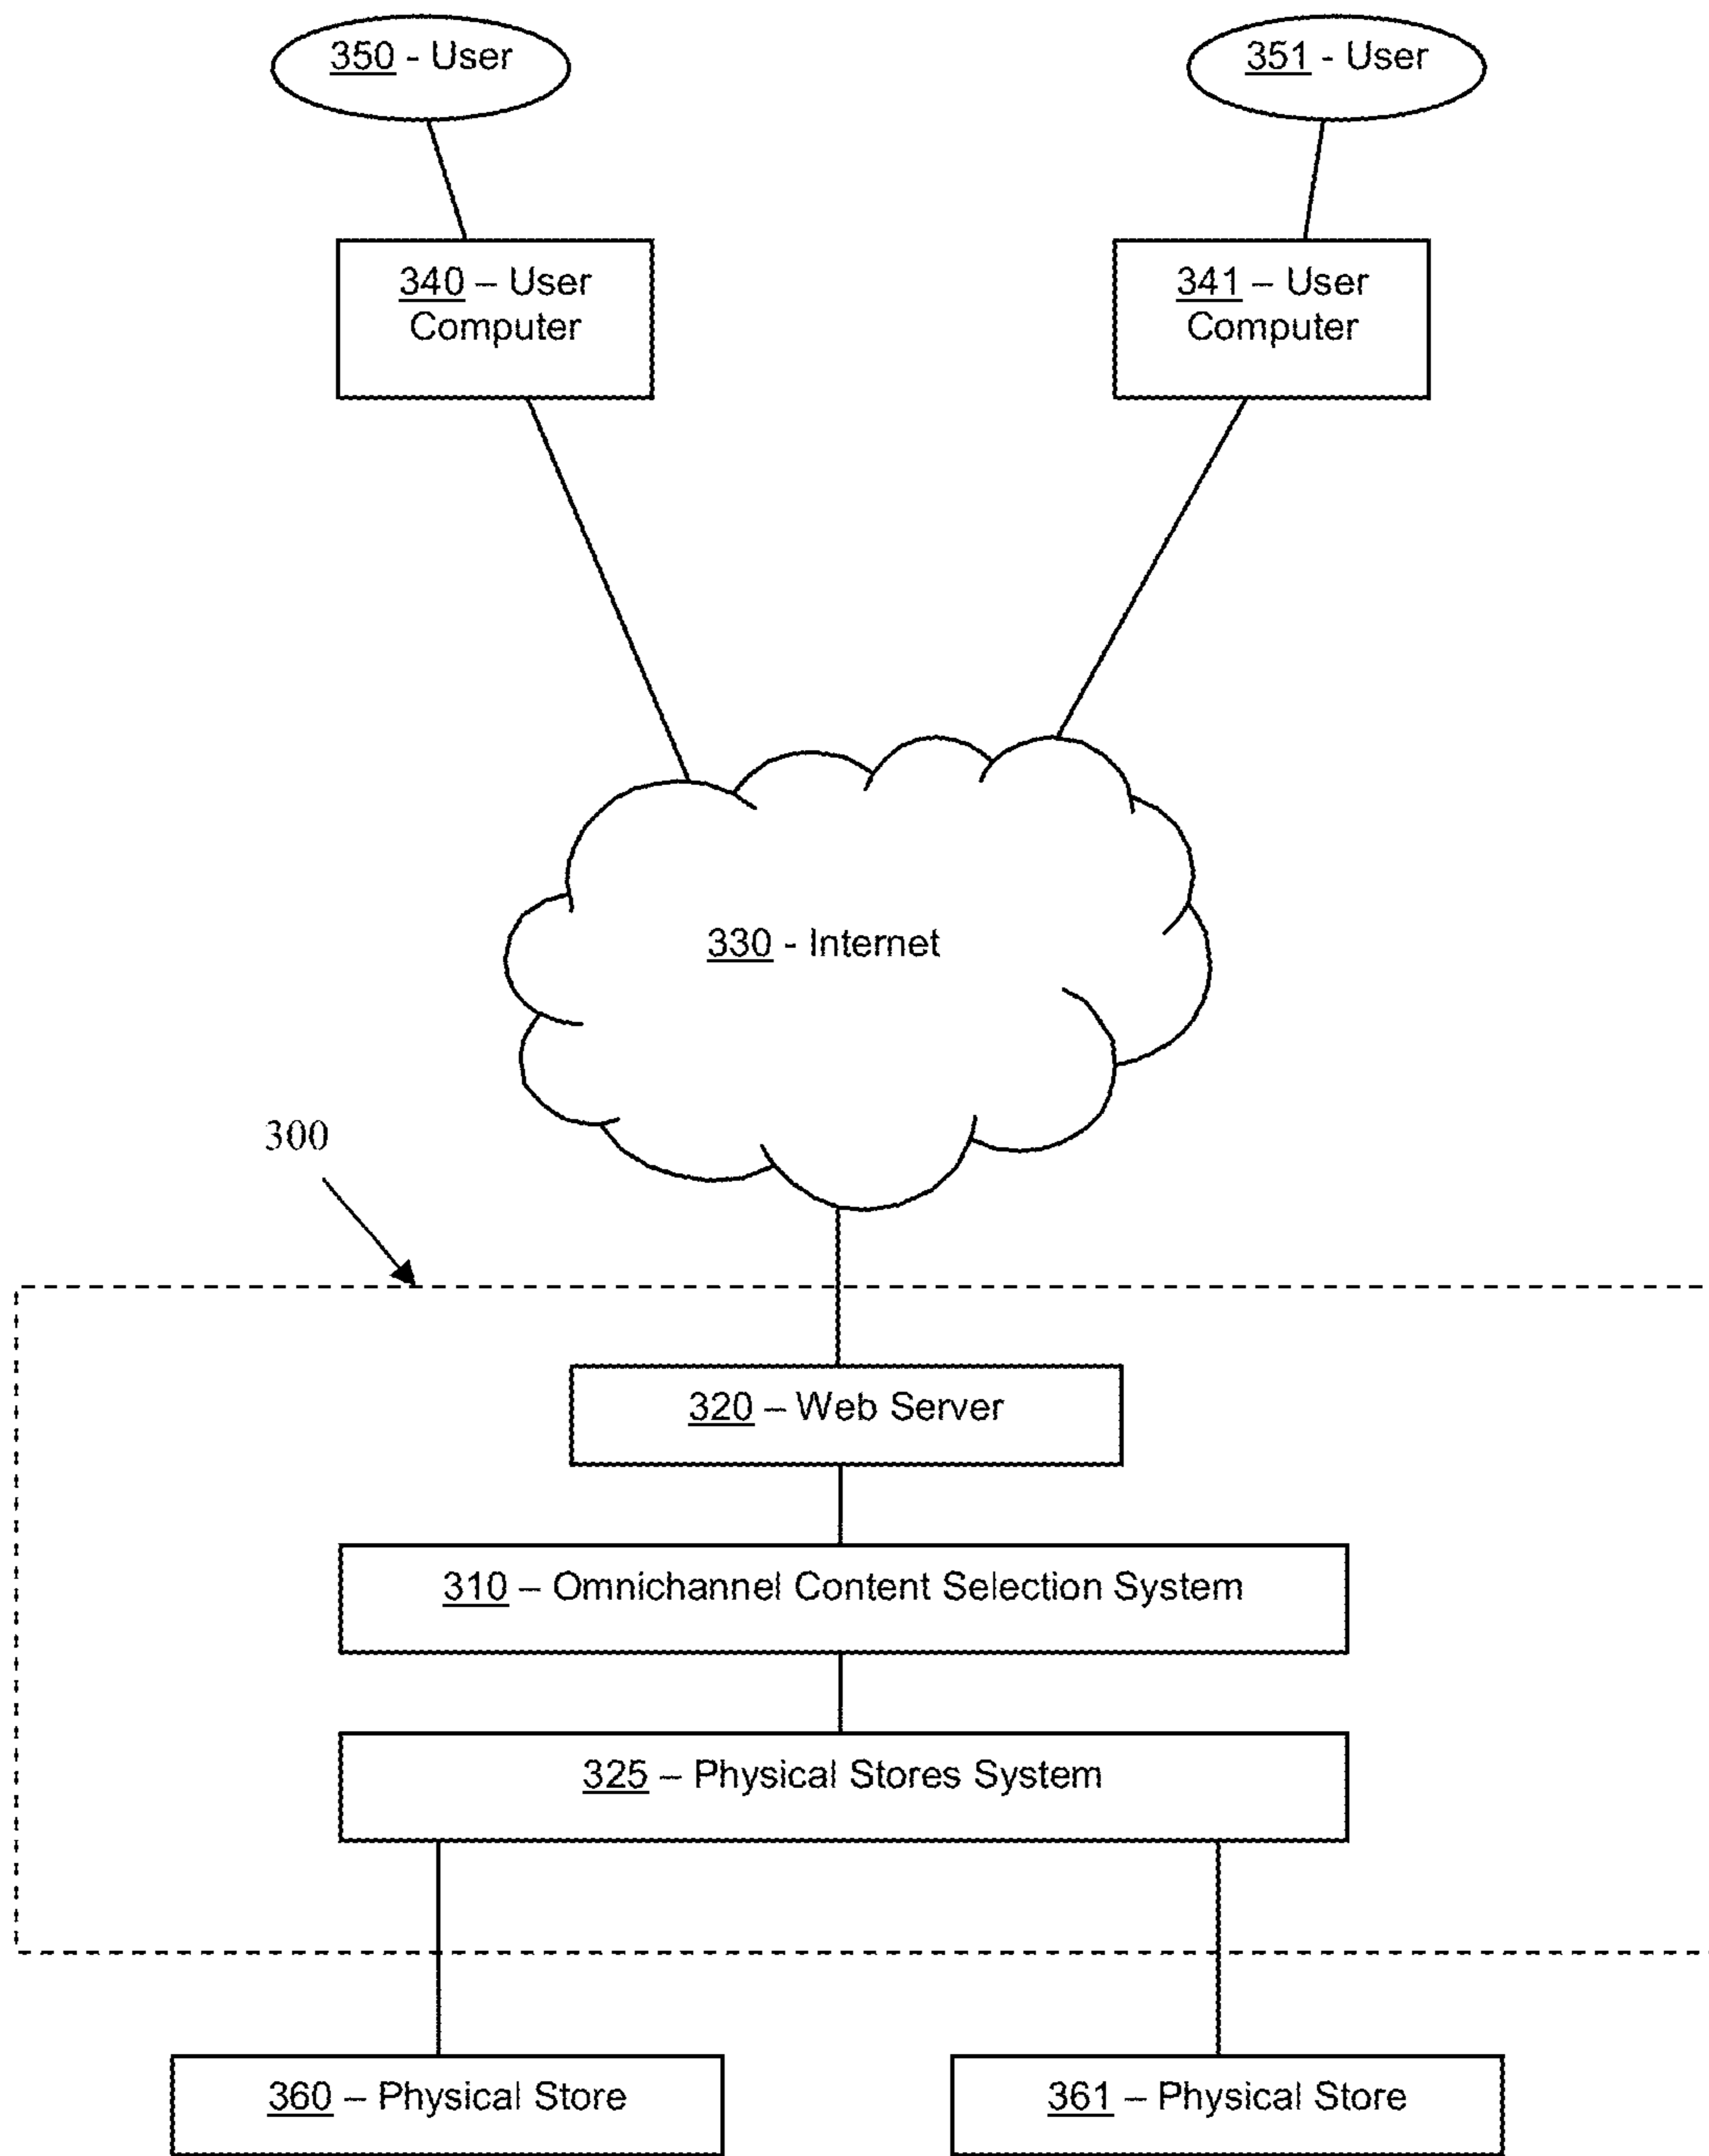 350 - User
351 - User
340 – User
Computer
341 – User
Computer
330 - Internet
300
320 – Web Server
310 – Omnichannel Content Selection System
325 – Physical Stores System
360 – Physical Store
361 – Physical Store